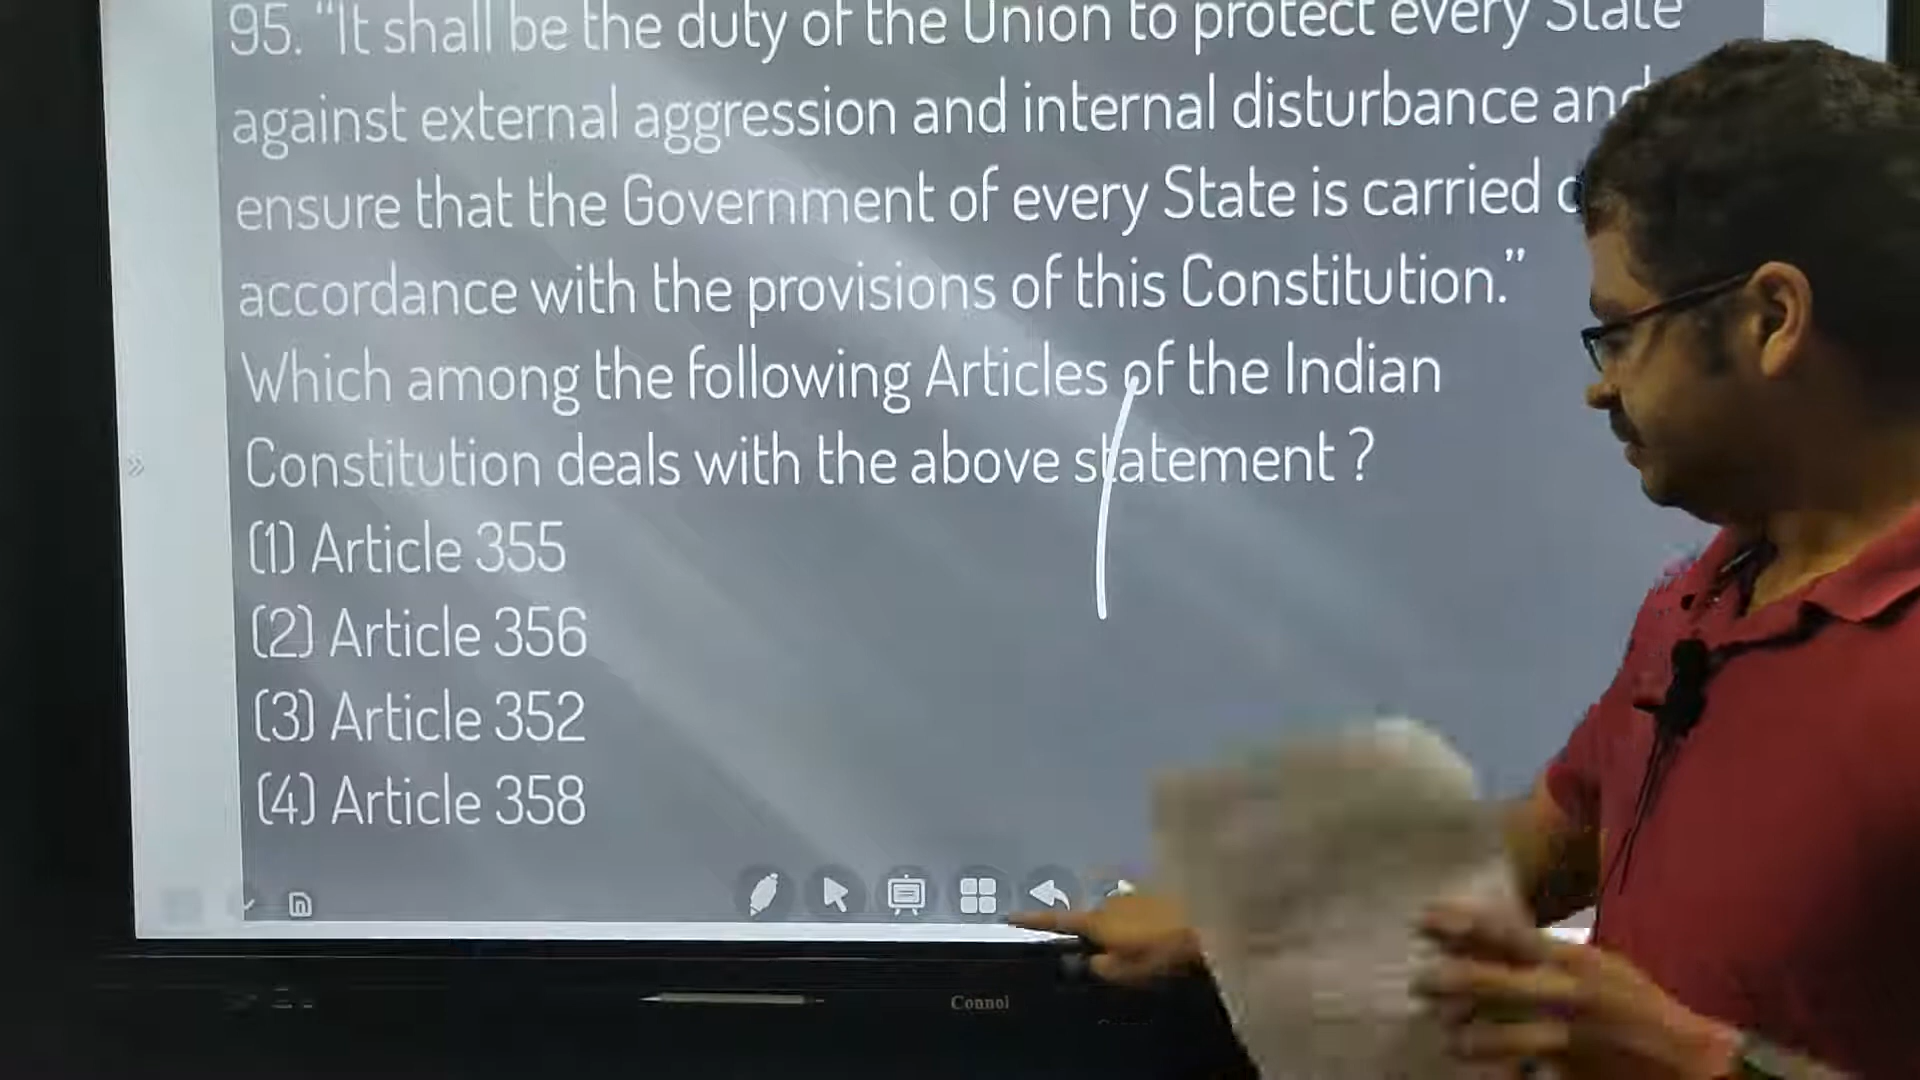 95. “It shall be the duty of the Union to protect every State
against external aggression and internal disturbance and
ensure that the Government of every State is carried
accordance with the provisions of this Constitution.”
Which among the following Articles of the Indian
Constitution deals with the above statement ?
(1) Article 355
(2) Article 356
(3) Article 352
(4) Article 358
Connol